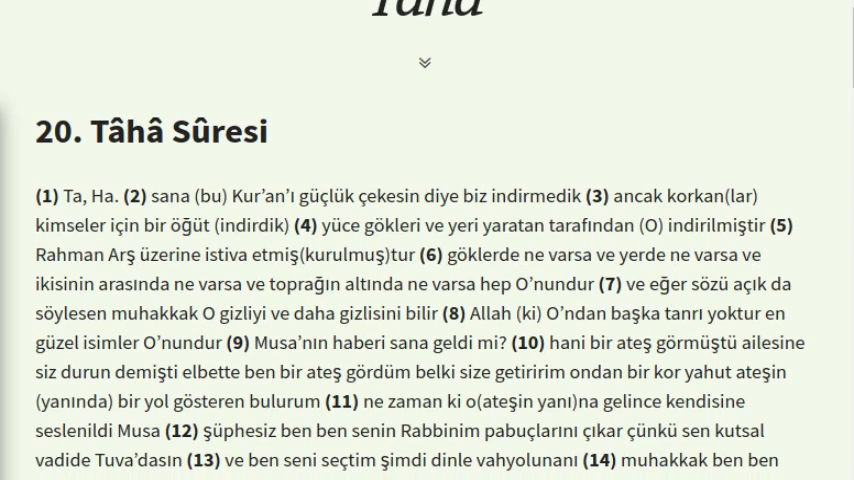 Tâhâ
20. Tâhâ Sûresi
(1) Ta, Ha. (2) sana (bu) Kur’an’ı güçlük çekesin diye biz indirmedik (3) ancak korkan(lar)
kimseler için bir öğüt (indirdik) (4) yüce gökleri ve yeri yaratan tarafından (O) indirilmiştir (5)
Rahman Arş üzerine istiva etmiş(kurulmuş)tur (6) göklerde ne varsa ve yerde ne varsa ve
ikisinin arasında ne varsa ve toprağın altında ne varsa hep O’nundur (7) ve eğer sözü açık da
söylesen muhakkak O gizliyi ve daha gizlisini bilir (8) Allah (ki) O’ndan başka tanrı yoktur en
güzel isimler O’nundur (9) Musa’nın haberi sana geldi mi? (10) hani bir ateş görmüştü ailesine
siz durun demişti elbette ben bir ateş gördüm belki size getiririm ondan bir kor yahut ateşin
(yanında) bir yol gösteren bulurum (11) ne zaman ki o(ateşin yanı)na gelince kendisine
seslenildi Musa (12) şüphesiz ben ben senin Rabbinim pabuçlarını çıkar çünkü sen kutsal
vadide Tuva’dasın (13) ve ben seni seçtim şimdi dinle vahyolunanı (14) muhakkak ben ben